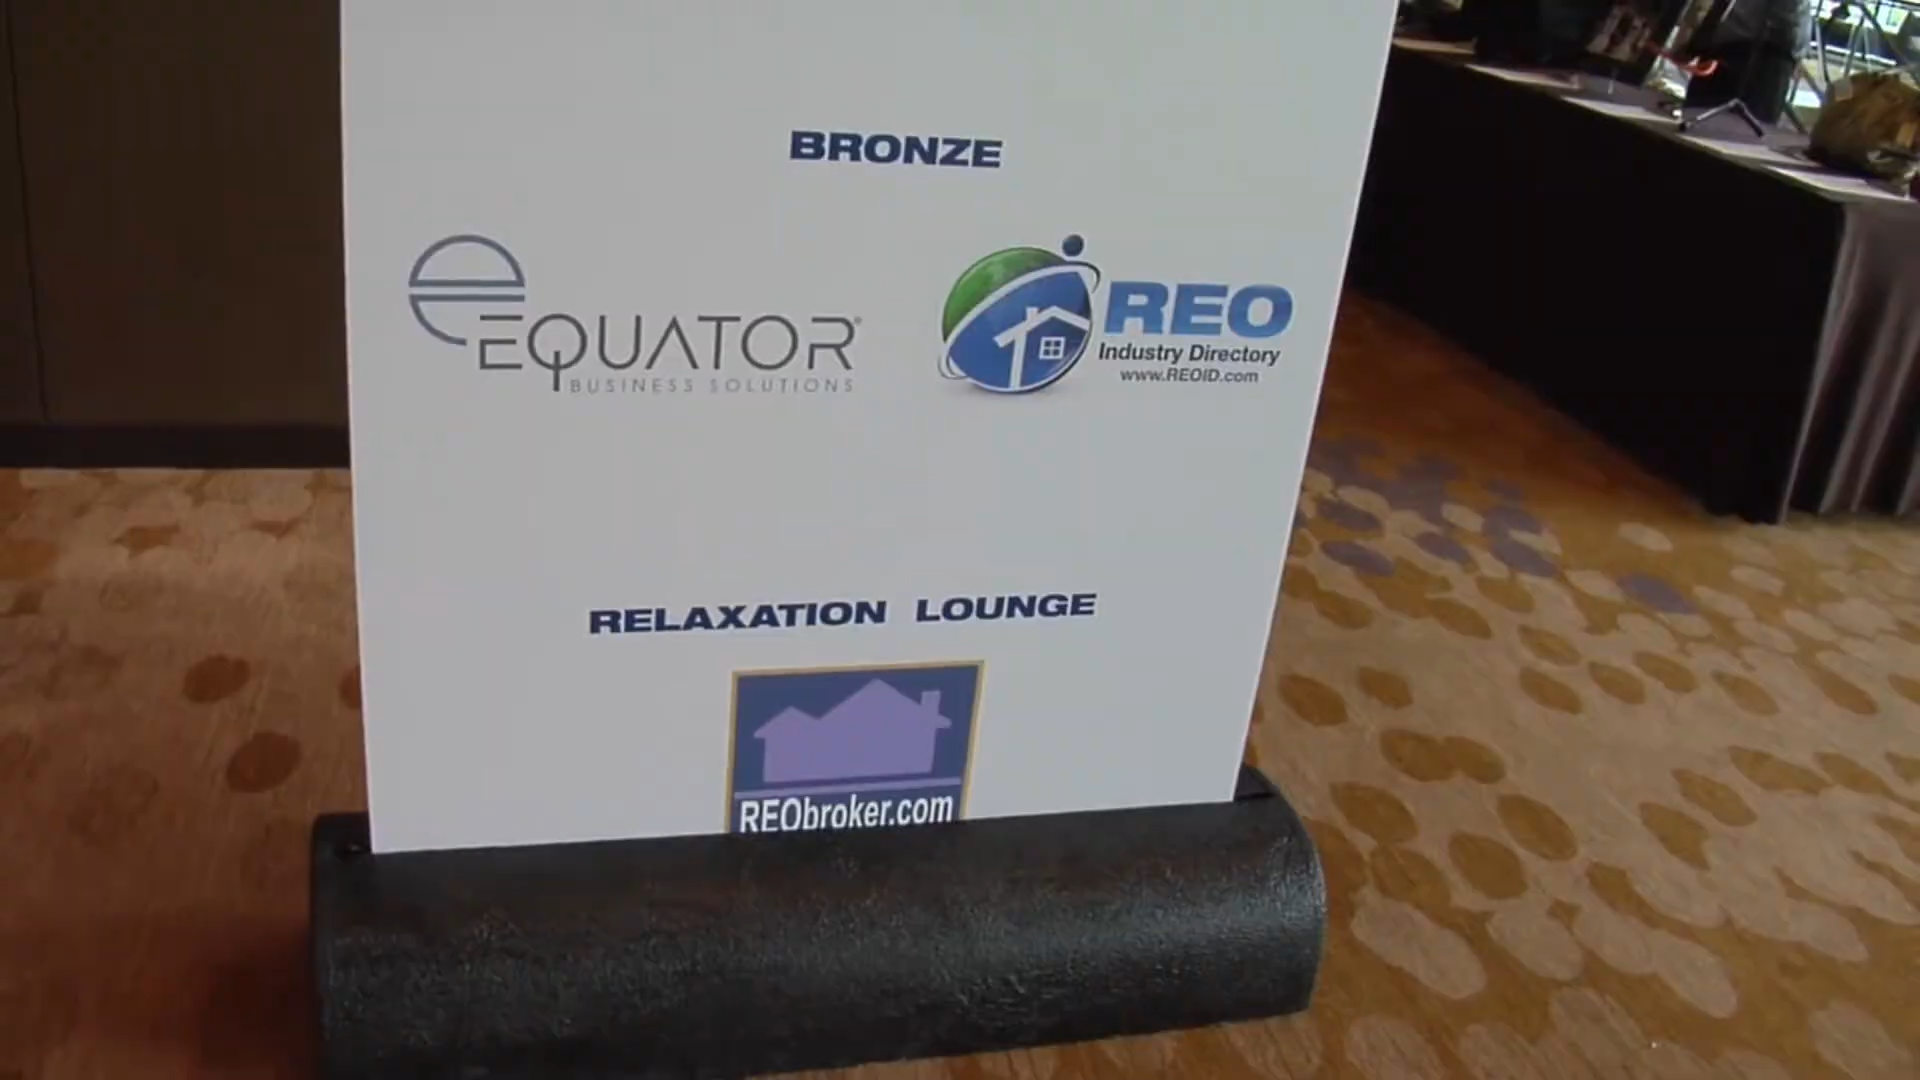 BRONZE
EQUATOR®
BUSINESS SOLUTIONS
REO
Industry Directory
www.REOID.com
RELAXATION LOUNGE
REObroker.com